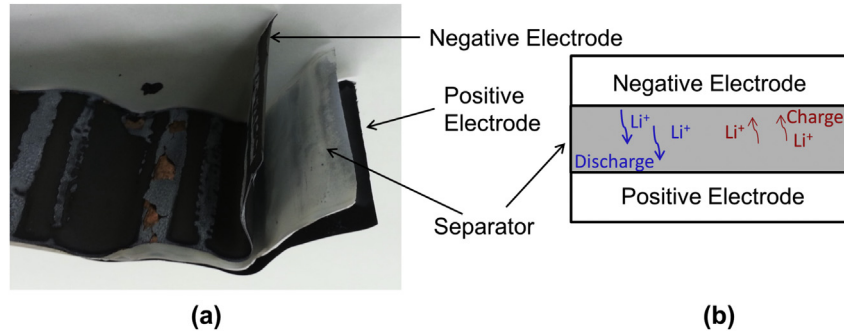 Negative Electrode
Positive
Electrode
Separator
(a)
Negative Electrode
Li⁺
Li⁺
Li⁺
Charge
Li⁺
Discharge
Positive Electrode
(b)